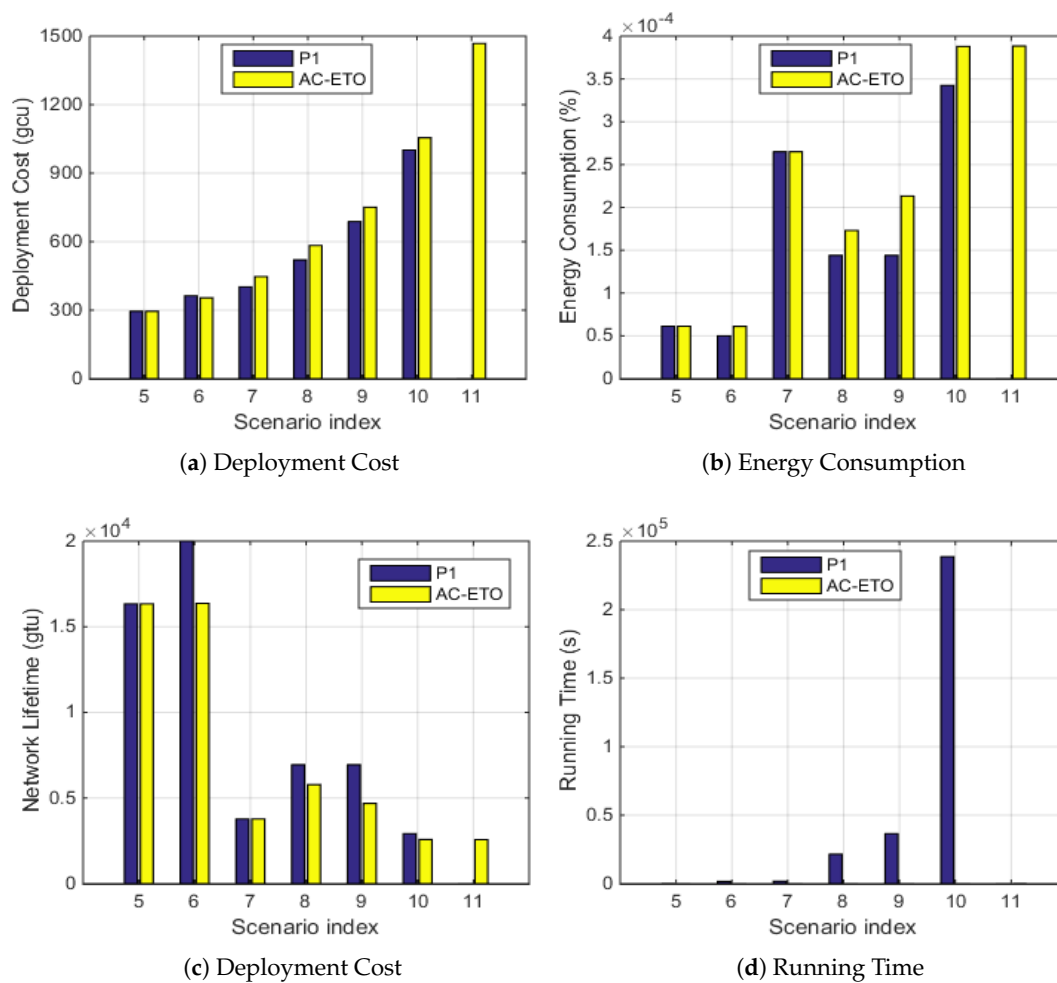 1500
1200
900
600
300
0
Deployment Cost (gcu)
P1
AC-ETO
5 6 7 8 9 10 11
Scenario index
(a) Deployment Cost
× 10⁻⁴
4
3.5
3
2.5
2
1.5
1
0.5
0
Energy Consumption (%)
P1
AC-ETO
5 6 7 8 9 10 11
Scenario index
(b) Energy Consumption
× 10⁴
2
1.5
1
0.5
0
Network Lifetime (gtu)
P1
AC-ETO
5 6 7 8 9 10 11
Scenario index
(c) Deployment Cost
× 10⁵
2.5
2
1.5
1
0.5
0
Running Time (s)
P1
AC-ETO
5 6 7 8 9 10 11
Scenario index
(d) Running Time